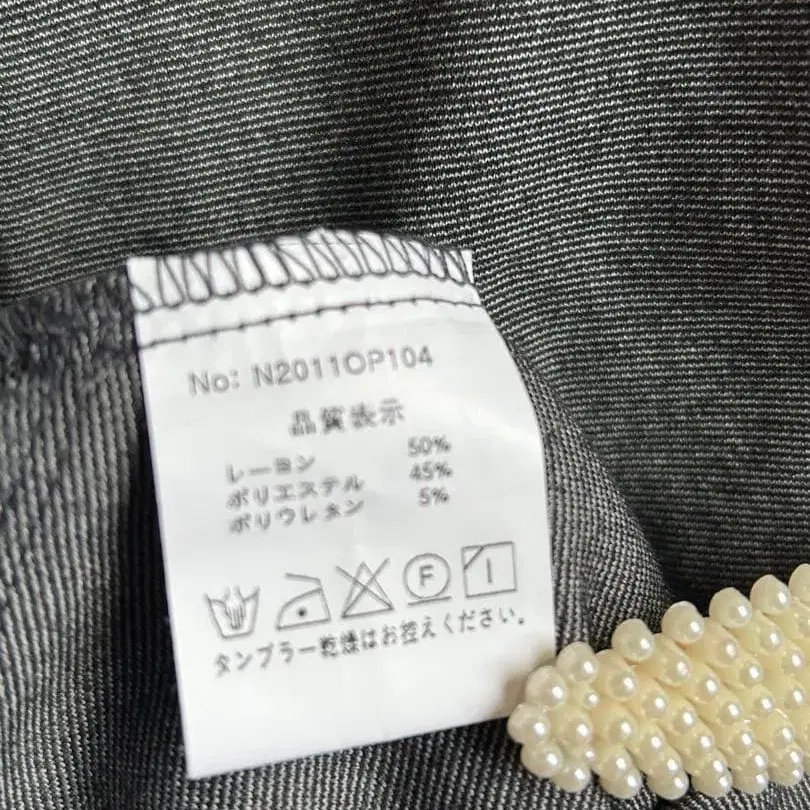 No: N2011OP104
品質表示
レーヨン 50%
ポリエステル 45%
ポリウレタン 5%
F
タンブラー乾燥はお控えください。